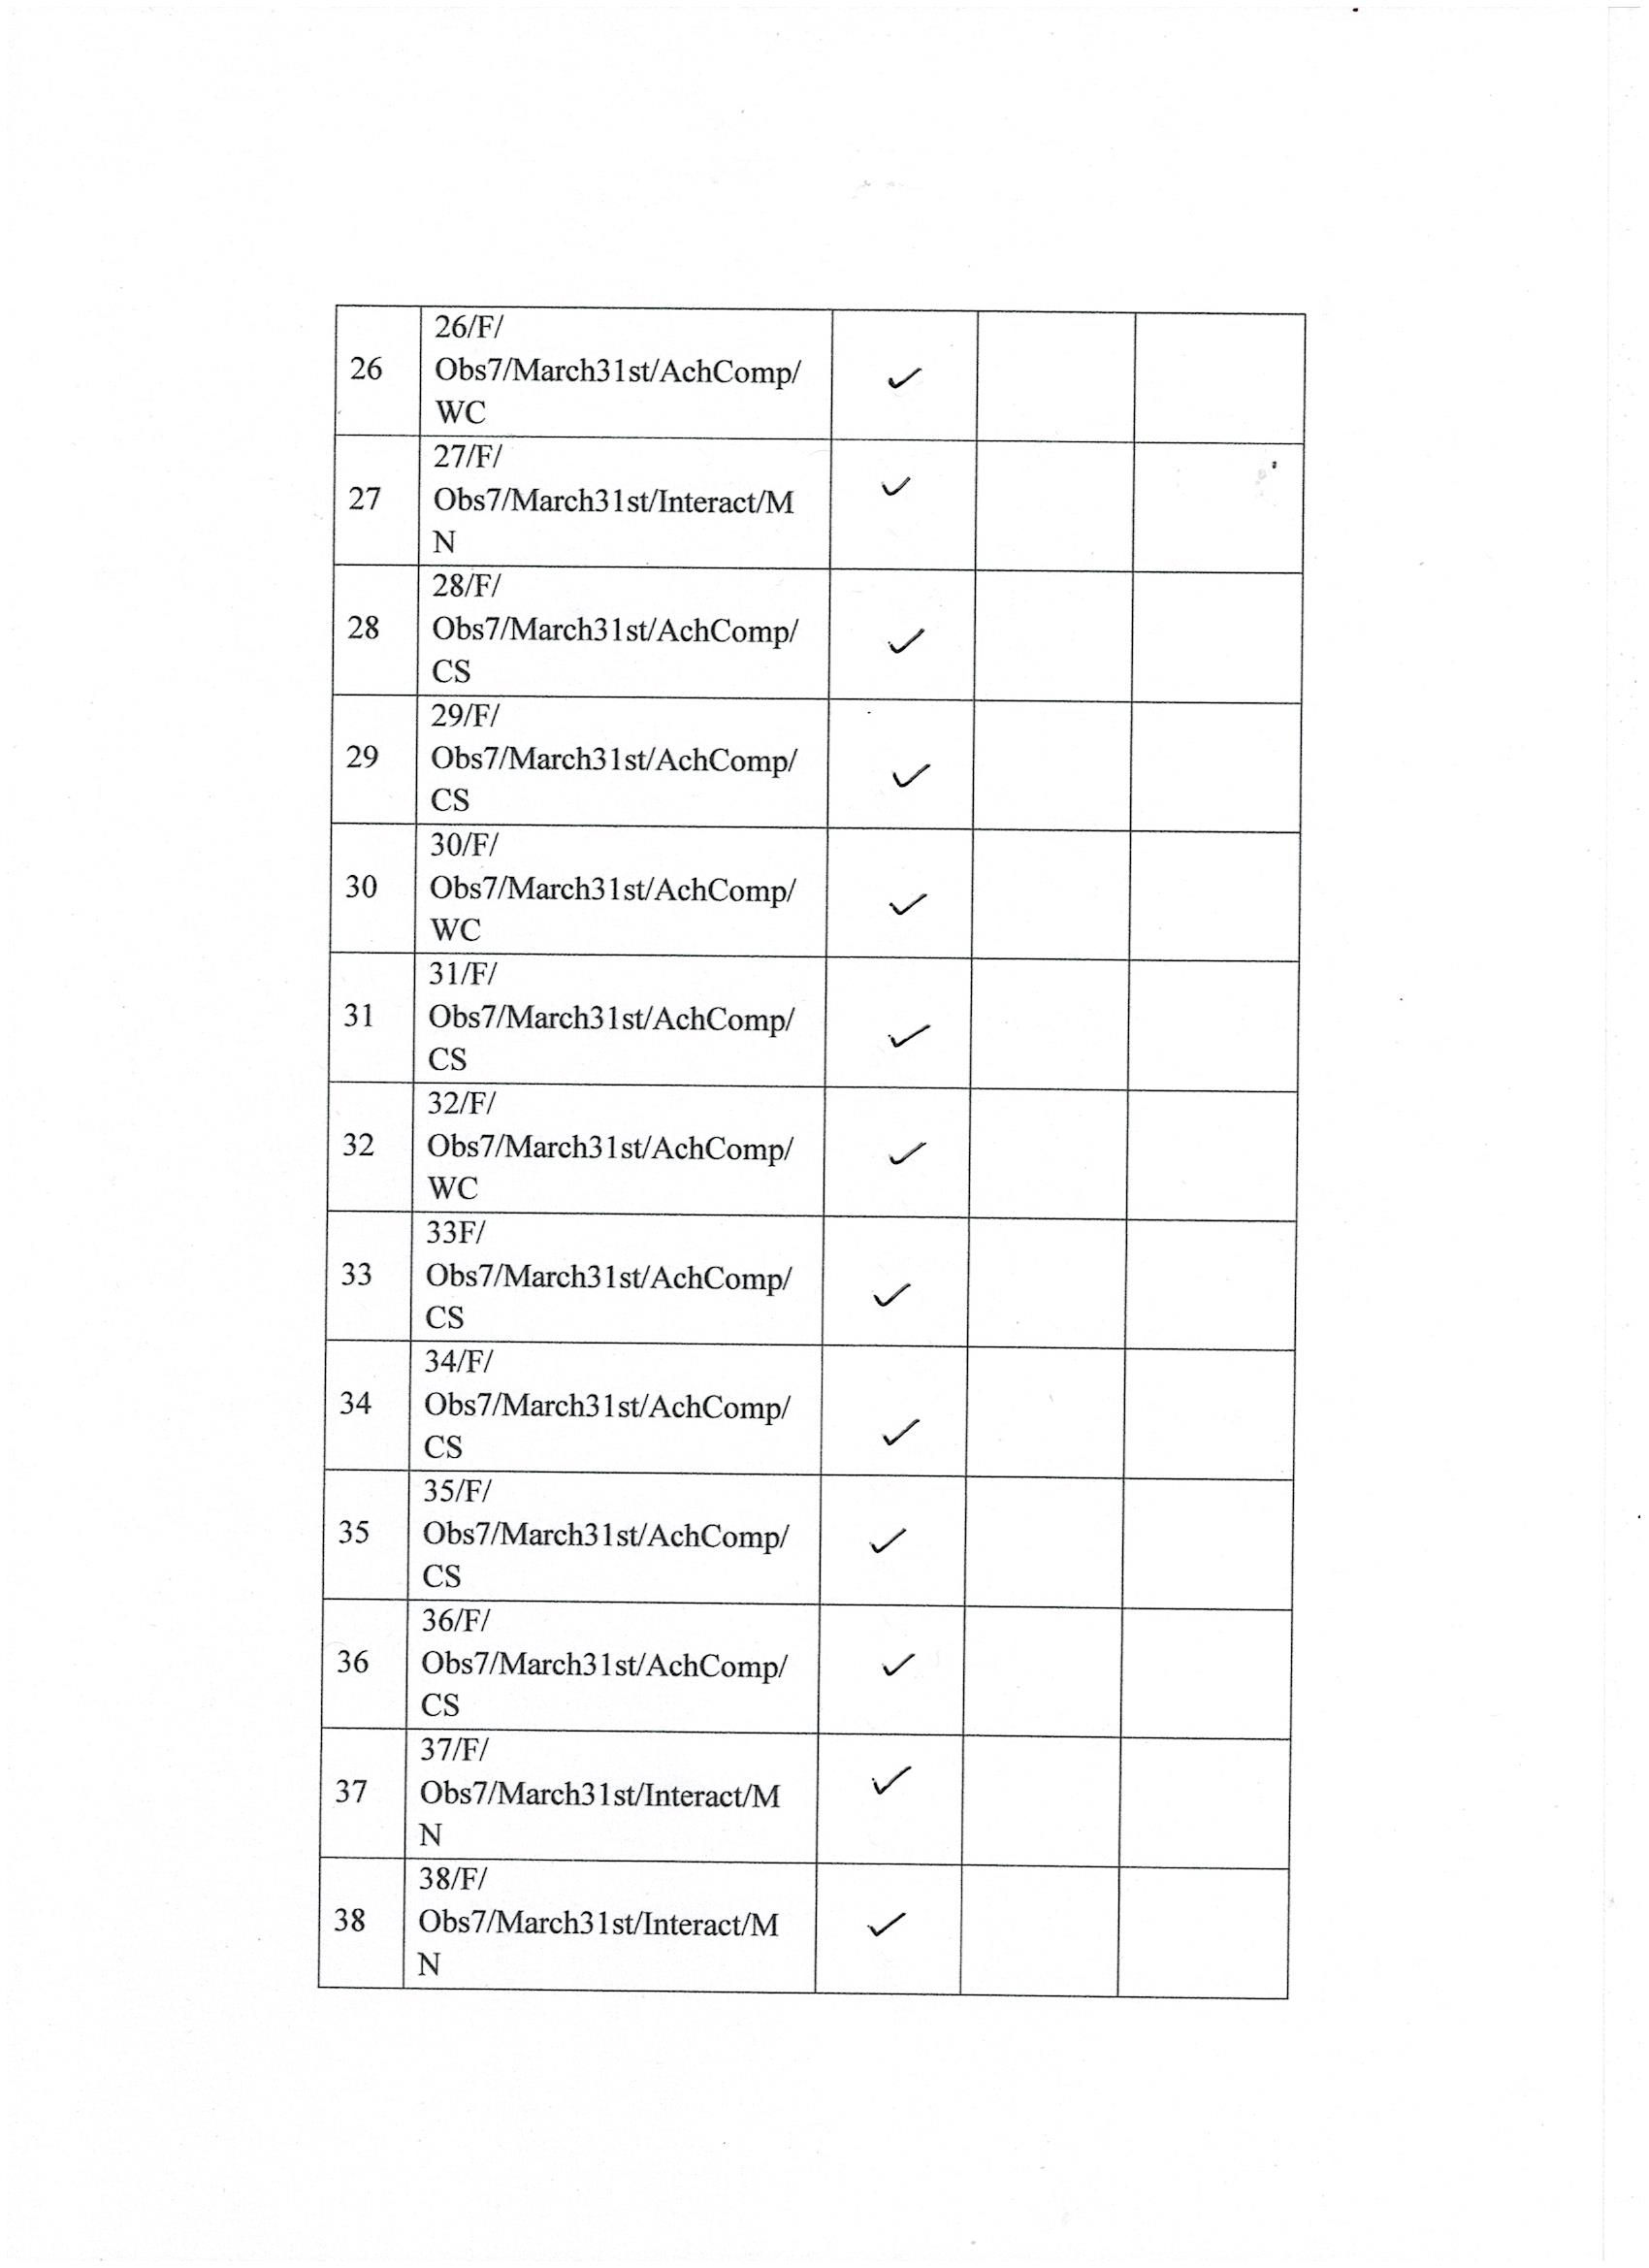 26
26/F/
Obs7/March31st/AchComp/
WC
✓
27
27/F/
Obs7/March31st/Interact/M
N
✓
28
28/F/
Obs7/March31st/AchComp/
CS
✓
29
29/F/
Obs7/March31st/AchComp/
CS
✓
30
30/F/
Obs7/March31st/AchComp/
WC
✓
31
31/F/
Obs7/March31st/AchComp/
CS
✓
32
32/F/
Obs7/March31st/AchComp/
WC
✓
33
33F/
Obs7/March31st/AchComp/
CS
✓
34
34/F/
Obs7/March31st/AchComp/
CS
✓
35
35/F/
Obs7/March31st/AchComp/
CS
✓
36
36/F/
Obs7/March31st/AchComp/
CS
✓
37
37/F/
Obs7/March31st/Interact/M
N
✓
38
38/F/
Obs7/March31st/Interact/M
N
✓